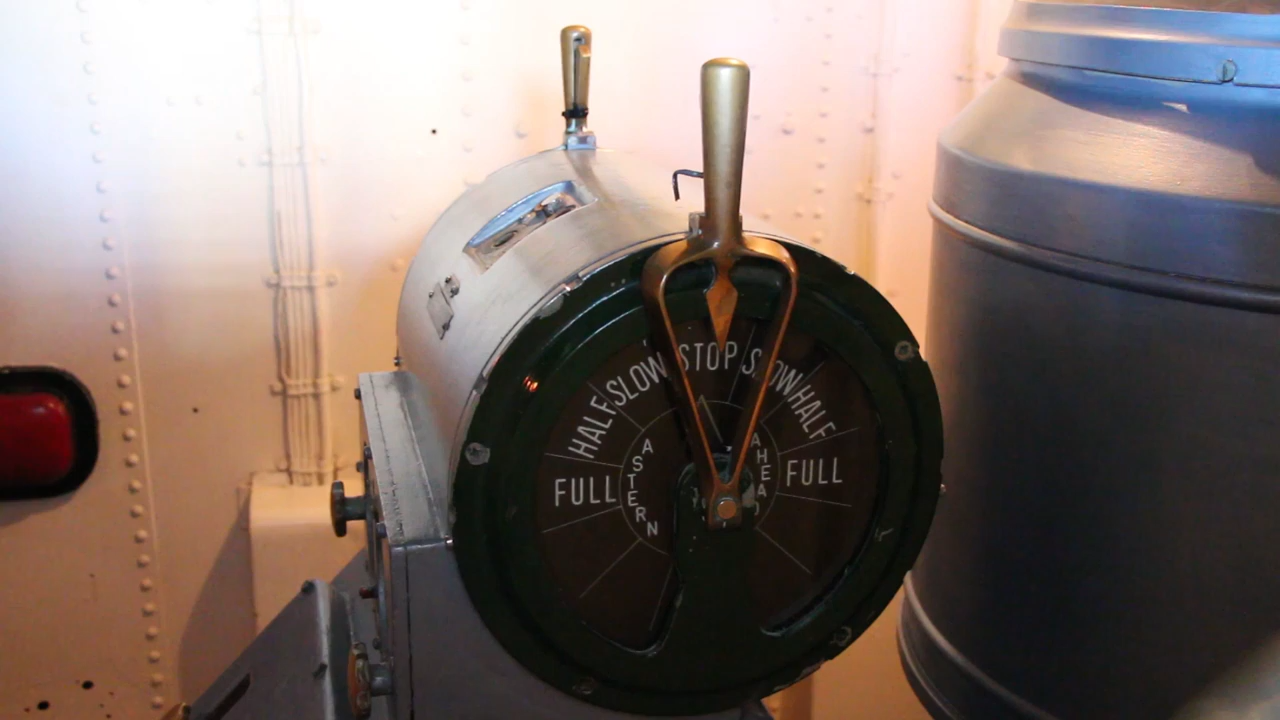 FULL
HALF
SLOW
STOP
SLOW
HALF
FULL
ASTERN
AHEAD